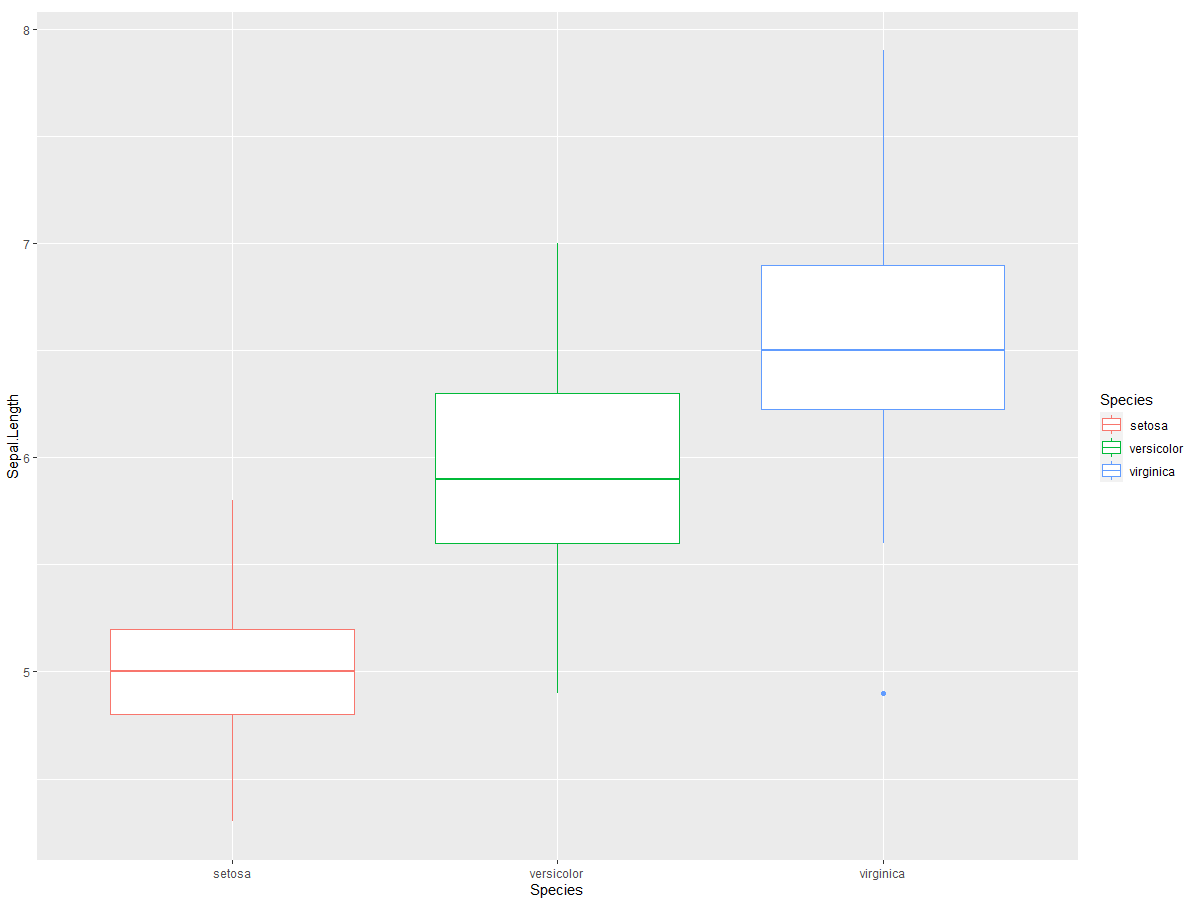 8
7
6
5
Sepal.Length
setosa
versicolor
virginica
Species
Species
setosa
versicolor
virginica